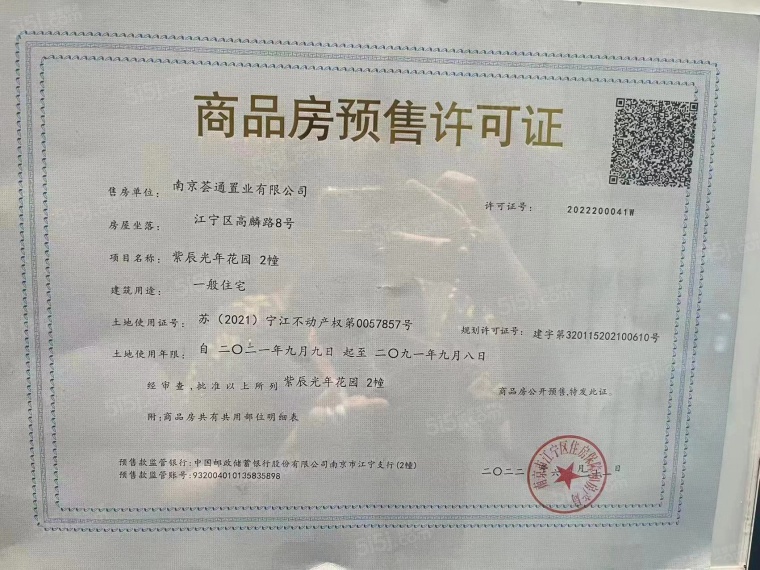 商品房预售许可证
售房单位: 南京荟通置业有限公司
许可证号: 2022200041W
房屋坐落: 江宁区高麟路8号
项目名称: 紫辰光年花园 2幢
建筑用途: 一般住宅
土地使用证号: 苏(2021)宁江不动产权第0057857号
规划许可证号: 建字第320115202100610号
土地使用年限: 自 二〇二一年九月九日 起至 二〇九一年九月八日
经审查,批准以上所列 紫辰光年花园 2幢
商品房公开预售,特发此证。
附:商品房共有共用部位明细表
预售款监管银行:中国邮政储蓄银行股份有限公司南京市江宁支行(2幢)
预售款监管账号:932004010135835898
二〇二二 六月 日